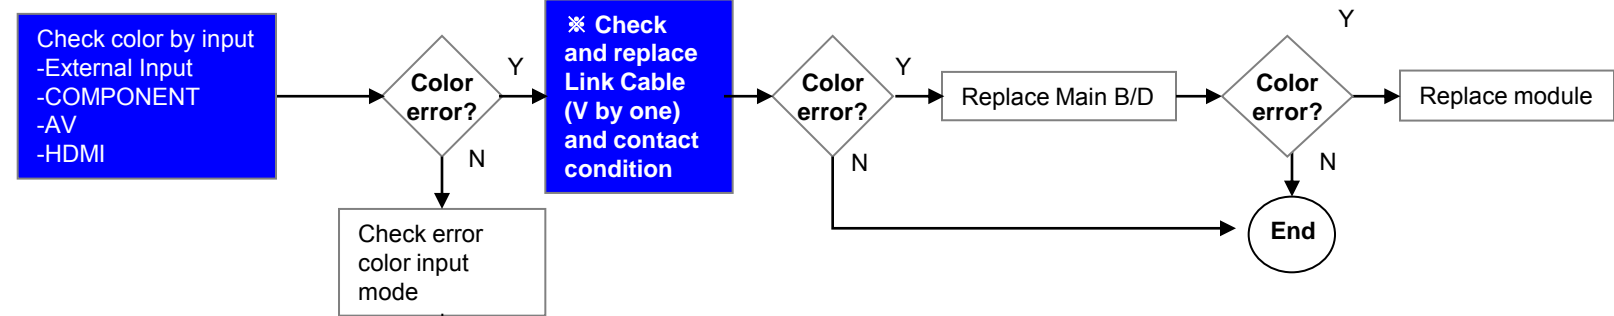 Check color by input
-External Input
-COMPONENT
-AV
-HDMI
Color
error?
Y
N
Check error
color input
mode
※ Check
and replace
Link Cable
(V by one)
and contact
condition
Color
error?
Y
N
Replace Main B/D
Color
error?
Y
N
Replace module
End